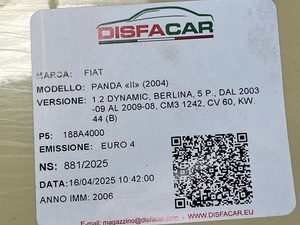 DISFACAR
MARCA: FIAT
MODELLO: PANDA «II» (2004)
VERSIONE: 1.2 DYNAMIC, BERLINA, 5 P., DAL 2003
-09 AL 2009-08, CM3 1242, CV 60, KW.
44 (B)
P5: 188A4000
EMISSIONE: EURO 4
NS: 881/2025
DATA:16/04/2025 10:42:00
ANNO IMM: 2006
E-mail: magazzino@disfacar.eu
WWW.DISFACAR.EU